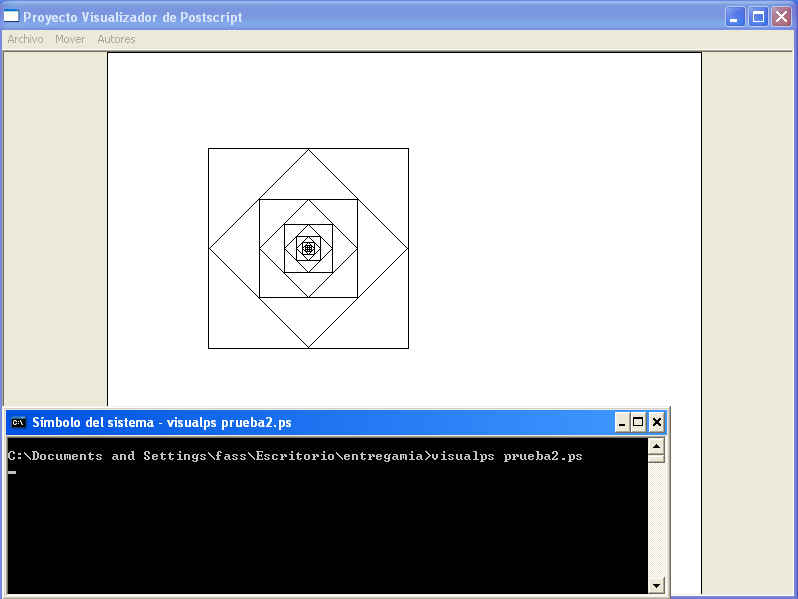 Proyecto Visualizador de Postscript
Archivo Mover Autores
Símbolo del sistema - visualps prueba2.ps
C:\Documents and Settings\fass\Escritorio\entregamia>visualps prueba2.ps